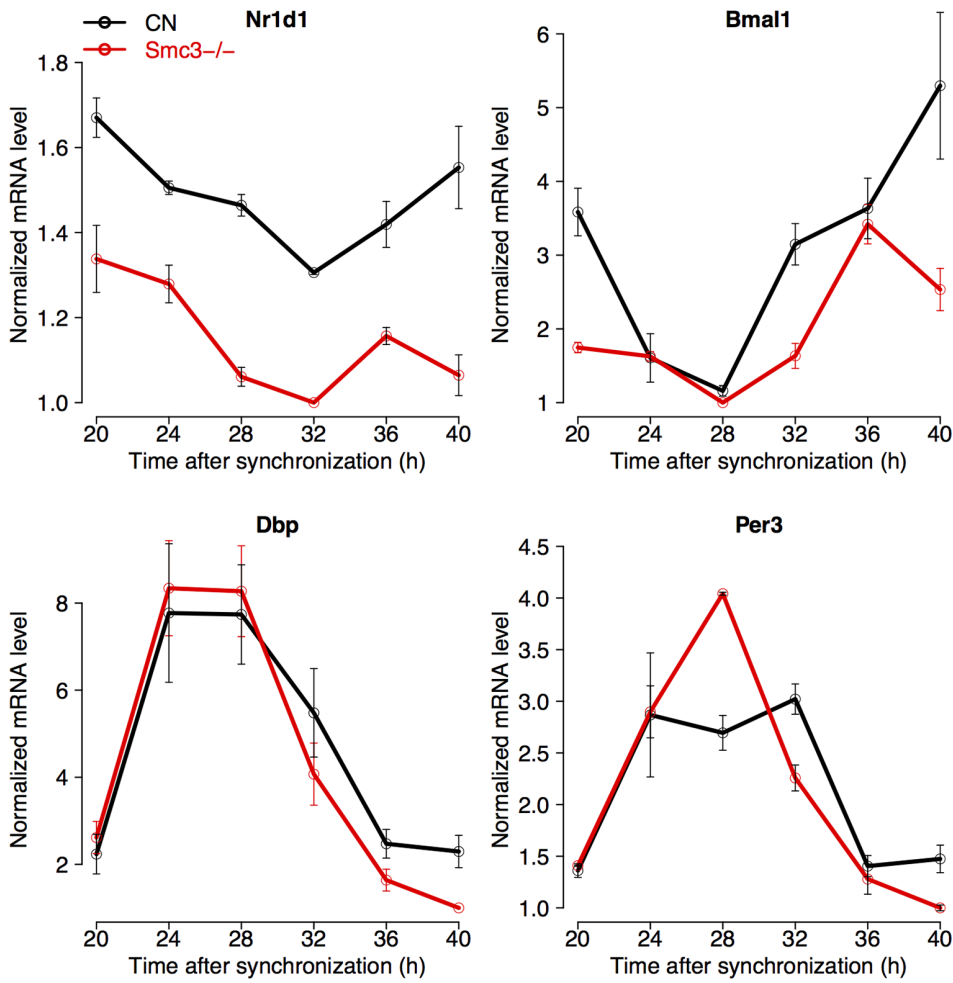 Nr1d1
CN
Smc3−/−
Normalized mRNA level
1.8
1.6
1.4
1.2
1.0
20 24 28 32 36 40
Time after synchronization (h)
Bmal1
Normalized mRNA level
6
5
4
3
2
1
20 24 28 32 36 40
Time after synchronization (h)
Dbp
Normalized mRNA level
8
6
4
2
20 24 28 32 36 40
Time after synchronization (h)
Per3
Normalized mRNA level
4.5
4.0
3.5
3.0
2.5
2.0
1.5
1.0
20 24 28 32 36 40
Time after synchronization (h)